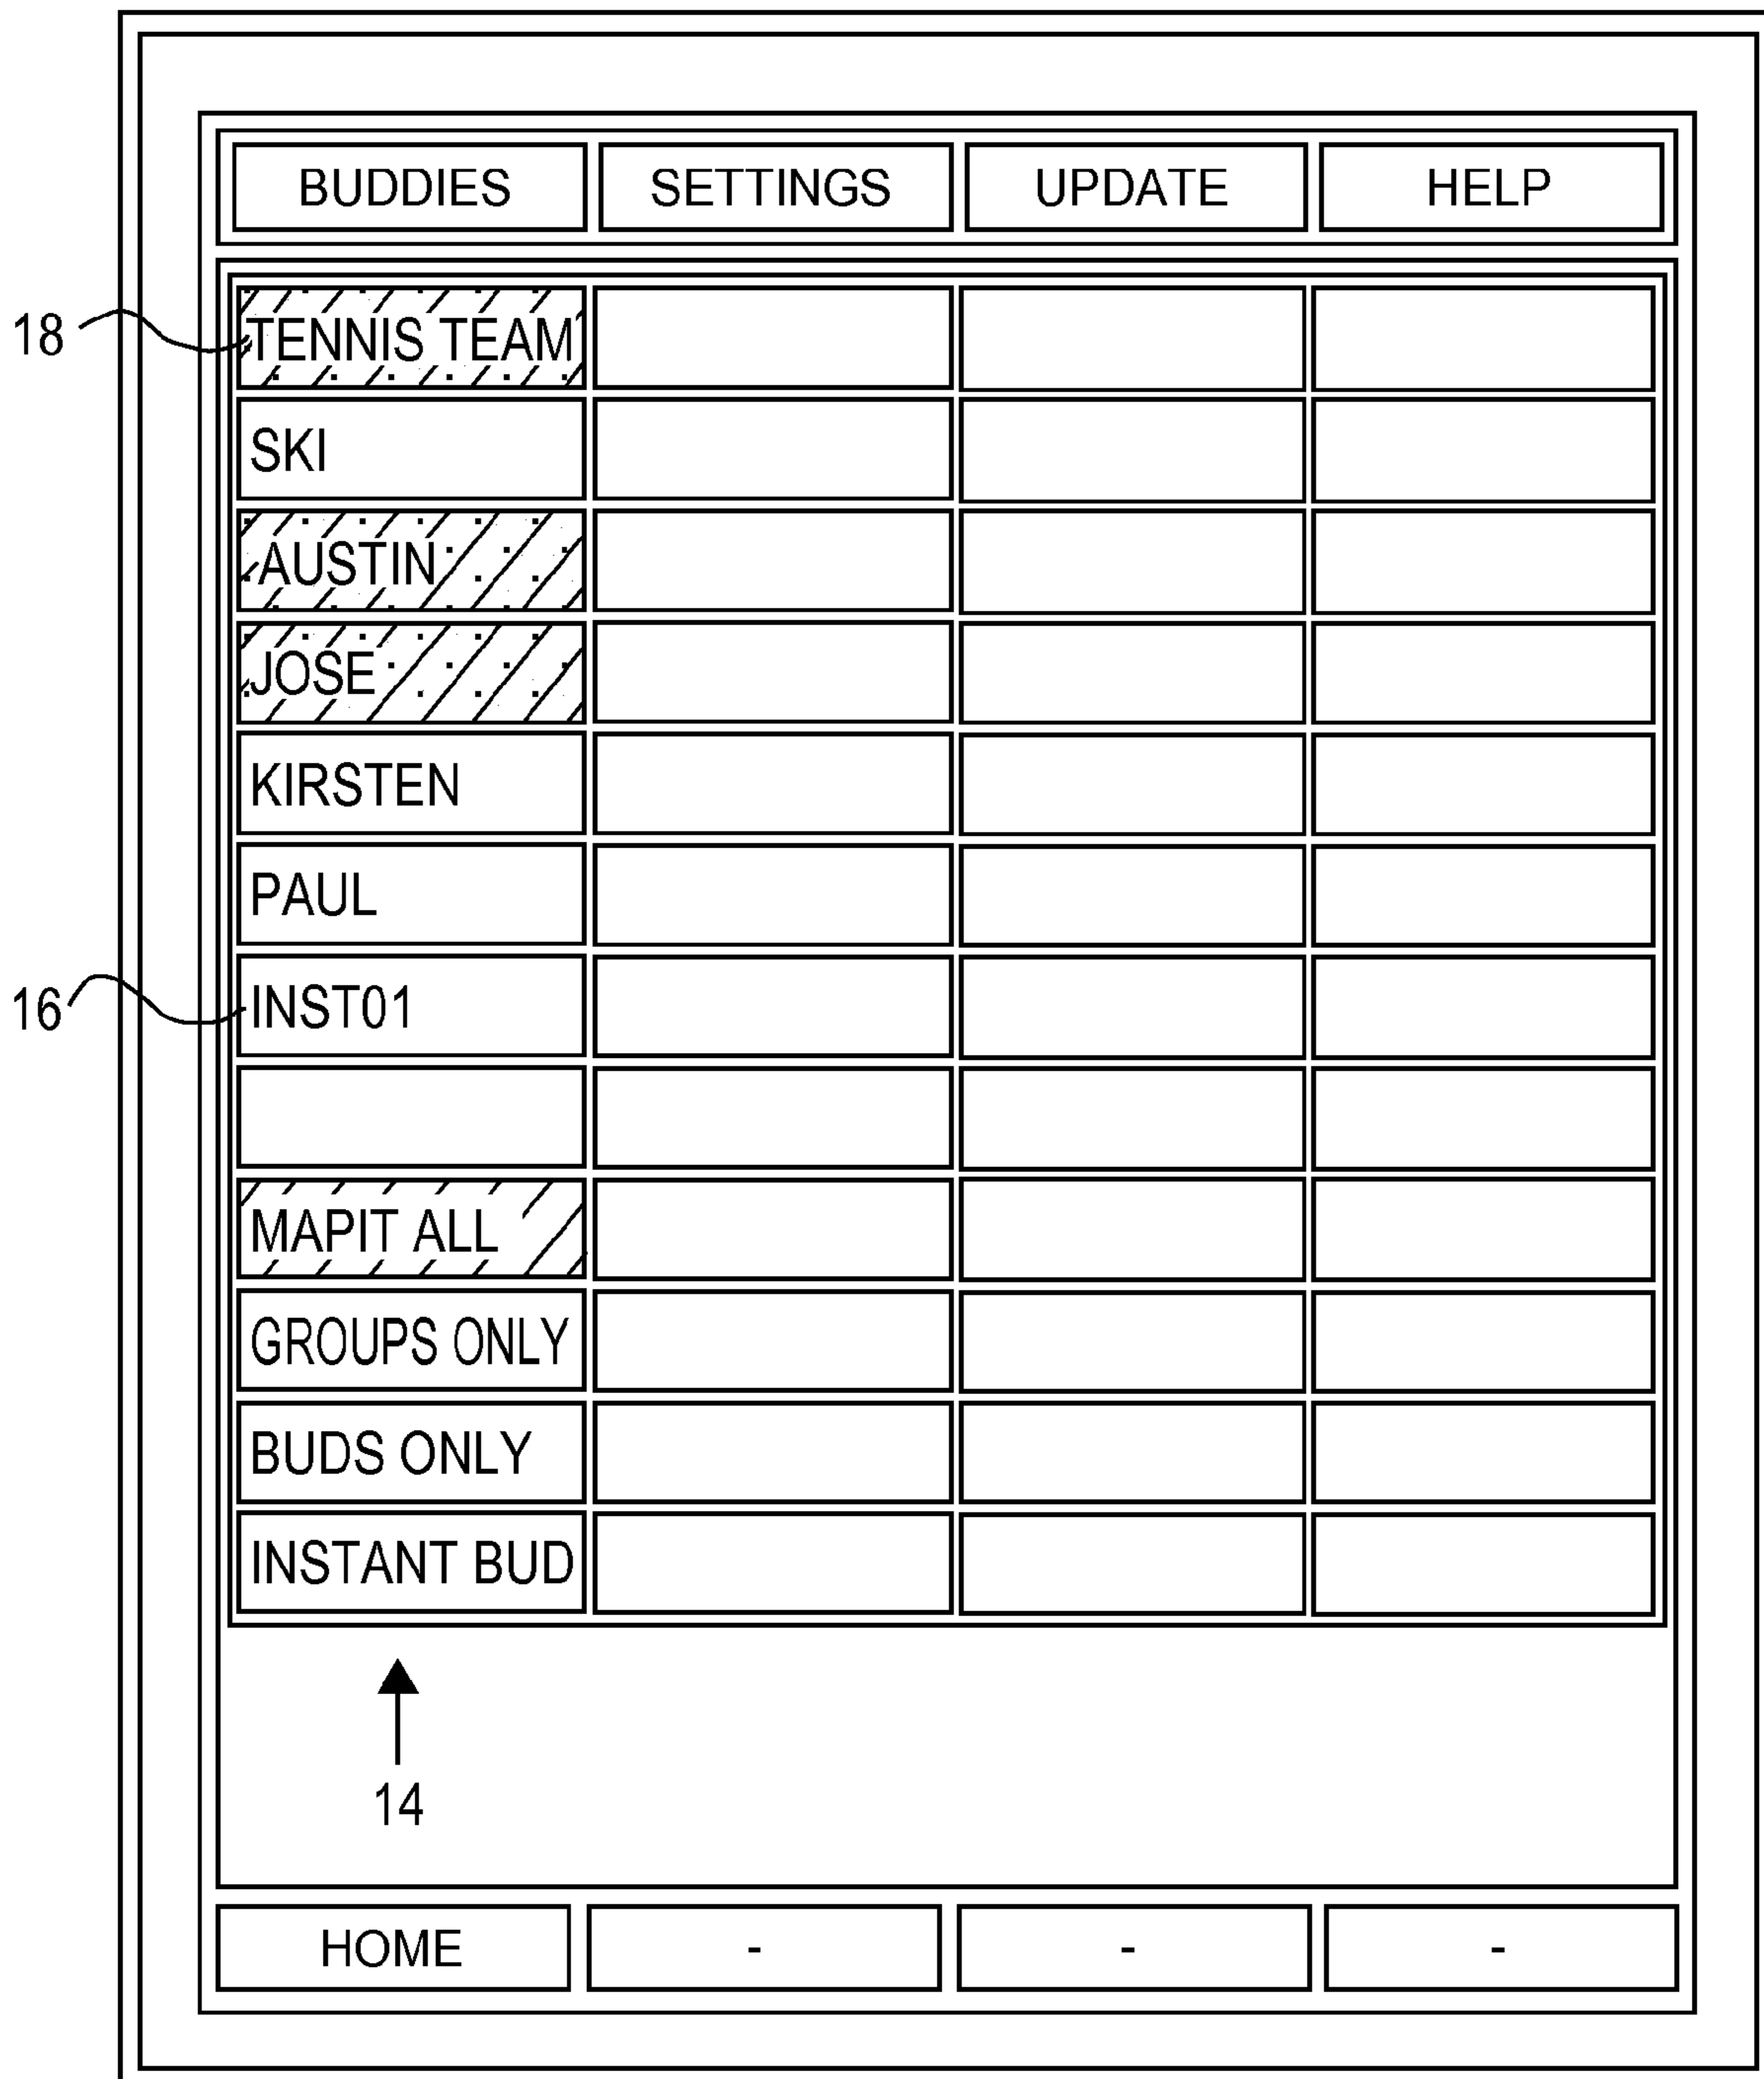 BUDDIES SETTINGS UPDATE HELP
18 TENNIS TEAM
SKI
AUSTIN
JOSE
KIRSTEN
PAUL
16 INST01
MAPIT ALL
GROUPS ONLY
BUDS ONLY
INSTANT BUD
14
HOME - - -